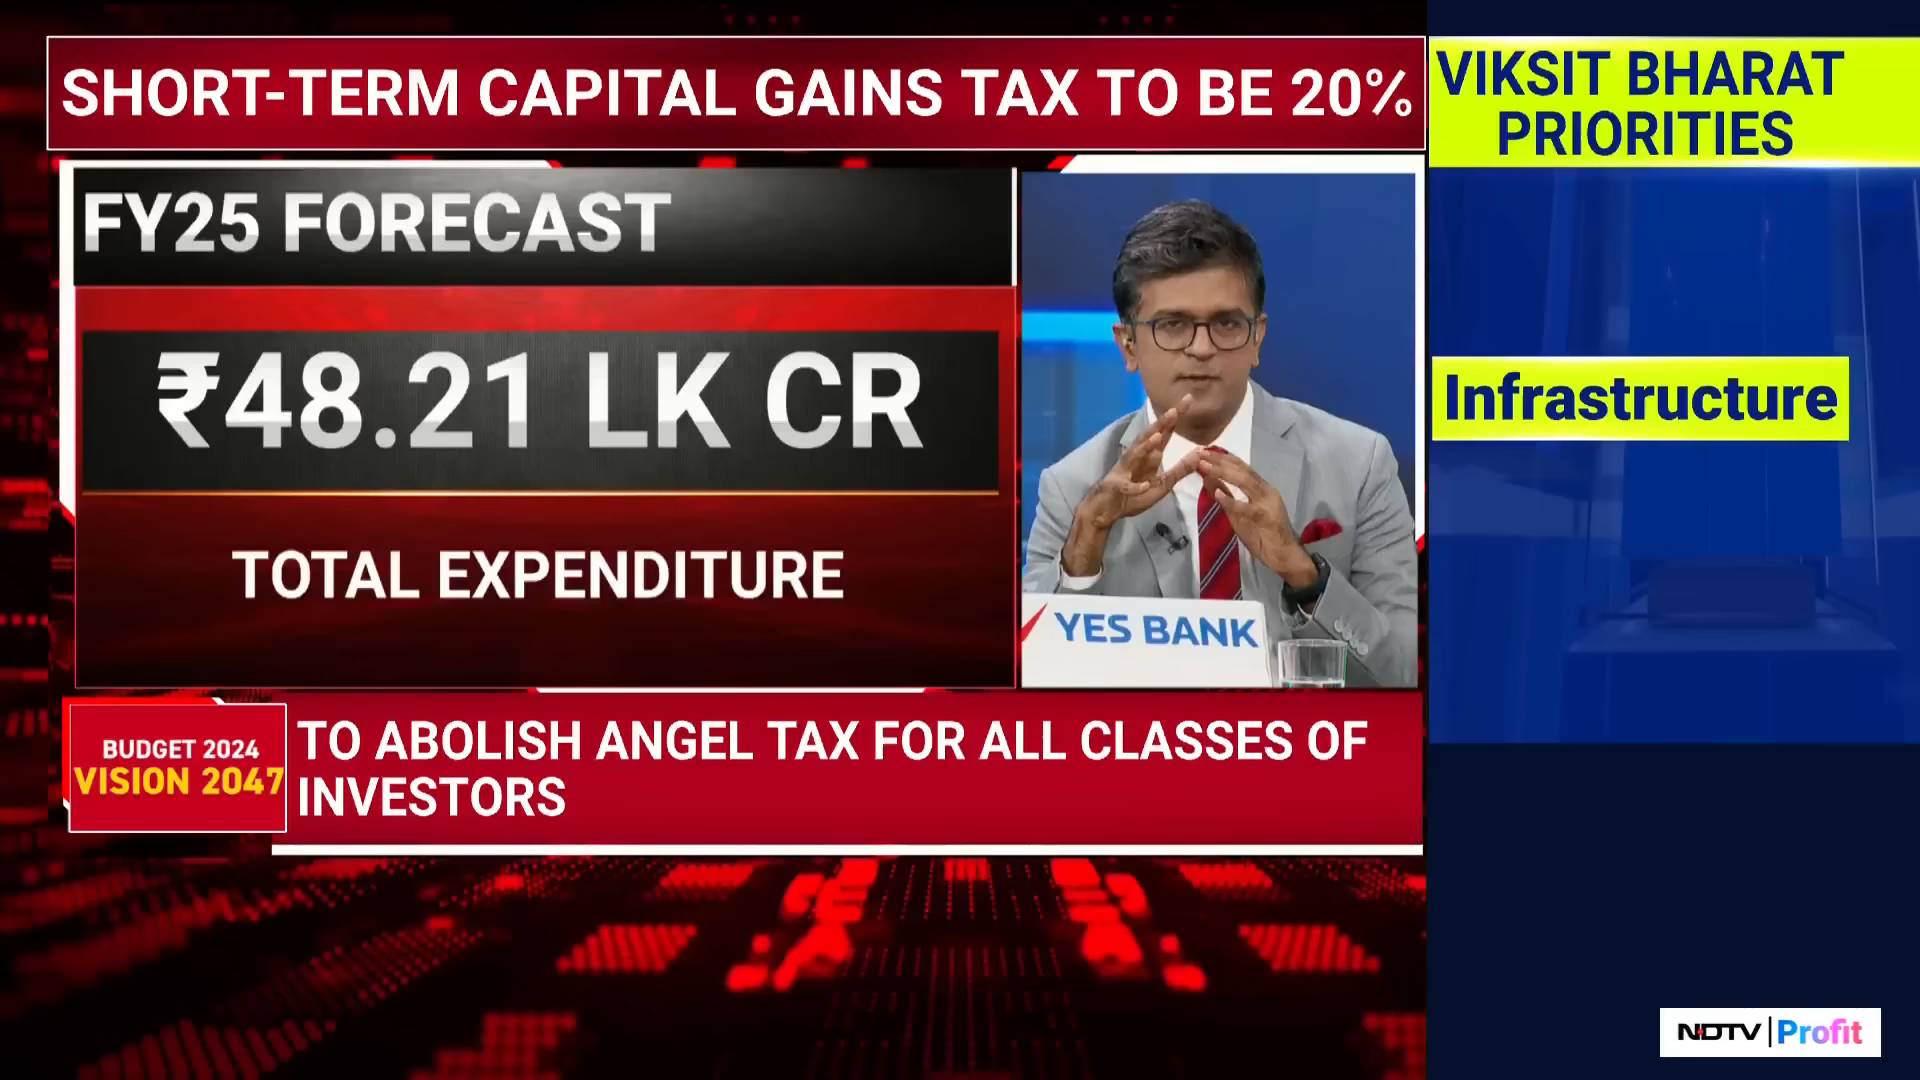 SHORT-TERM CAPITAL GAINS TAX TO BE 20%
VIKSIT BHARAT
PRIORITIES
FY25 FORECAST
₹48.21 LK CR
TOTAL EXPENDITURE
Infrastructure
YES BANK
BUDGET 2024
VISION 2047
TO ABOLISH ANGEL TAX FOR ALL CLASSES OF
INVESTORS
NDTV Profit